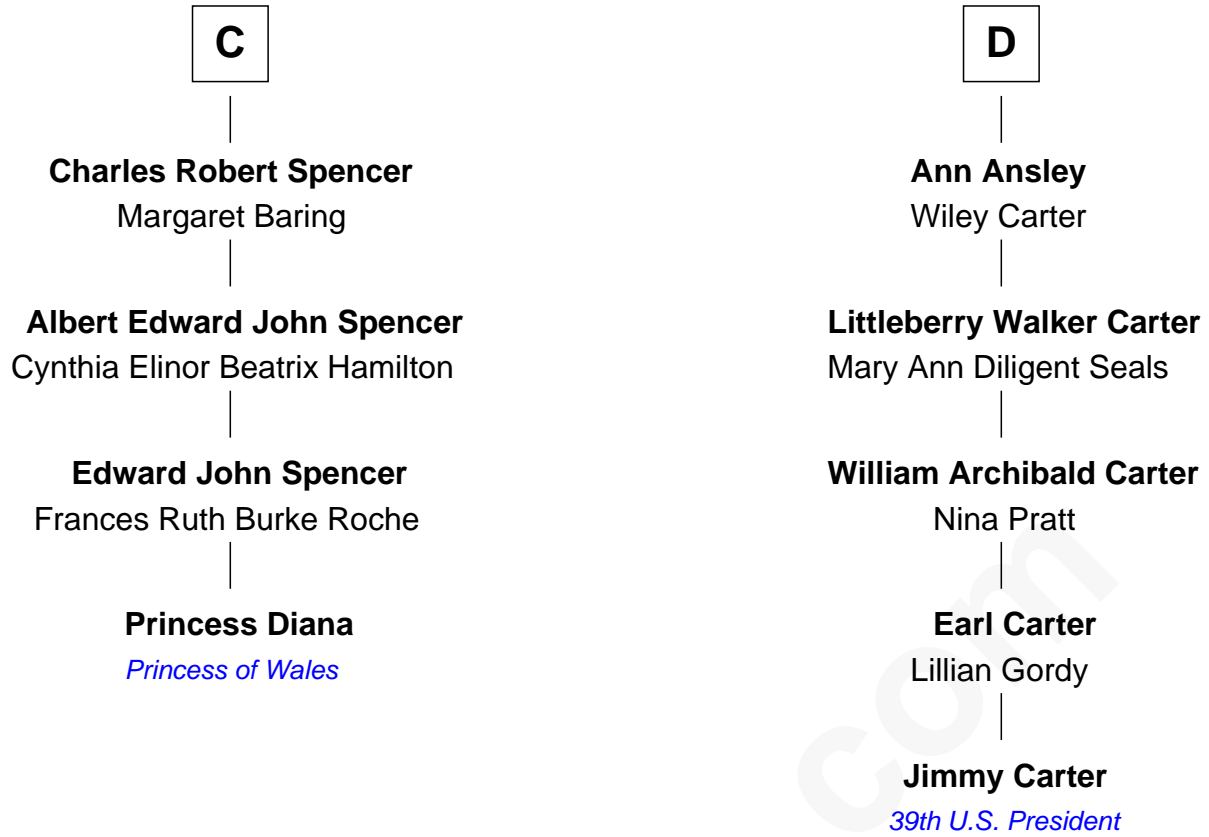 C
Charles Robert Spencer
Margaret Baring
Albert Edward John Spencer
Cynthia Elinor Beatrix Hamilton
Edward John Spencer
Frances Ruth Burke Roche
Princess Diana
Princess of Wales
D
Ann Ansley
Wiley Carter
Littleberry Walker Carter
Mary Ann Diligent Seals
William Archibald Carter
Nina Pratt
Earl Carter
Lillian Gordy
Jimmy Carter
39th U.S. President
com